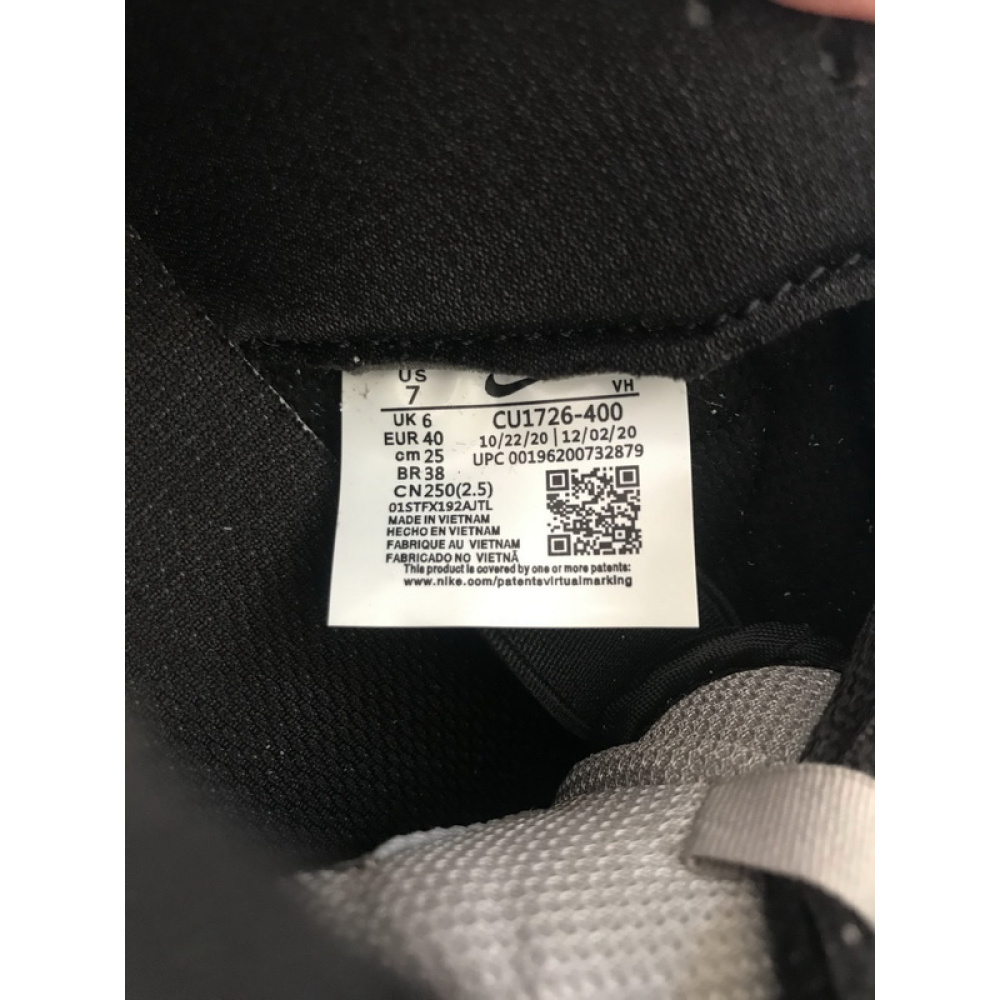 US
7
VH
UK 6
CU1726-400
EUR 40
10/22/20 | 12/02/20
cm 25
UPC 00196200732879
BR 38
CN 250(2.5)
01STFX192AJTL
MADE IN VIETNAM
HECHO EN VIETNAM
FABRIQUE AU VIETNAM
FABRICADO NO VIETNÃ
This product is covered by one or more patents:
www.nike.com/patentsvirtualmarking